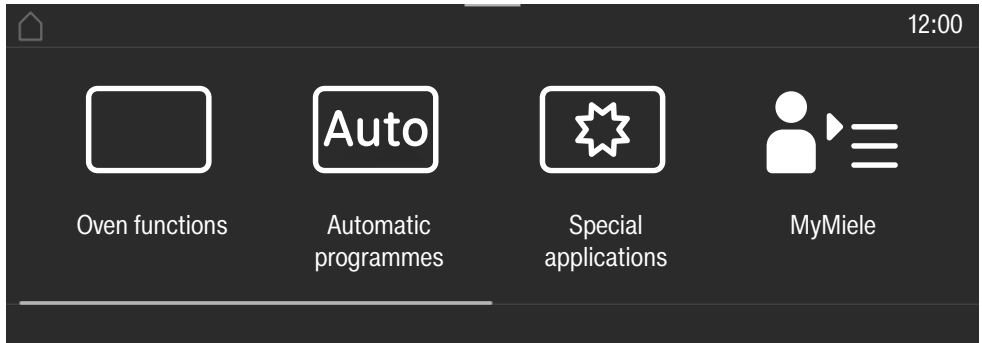 12:00
Auto
Oven functions
Automatic
programmes
Special
applications
MyMiele